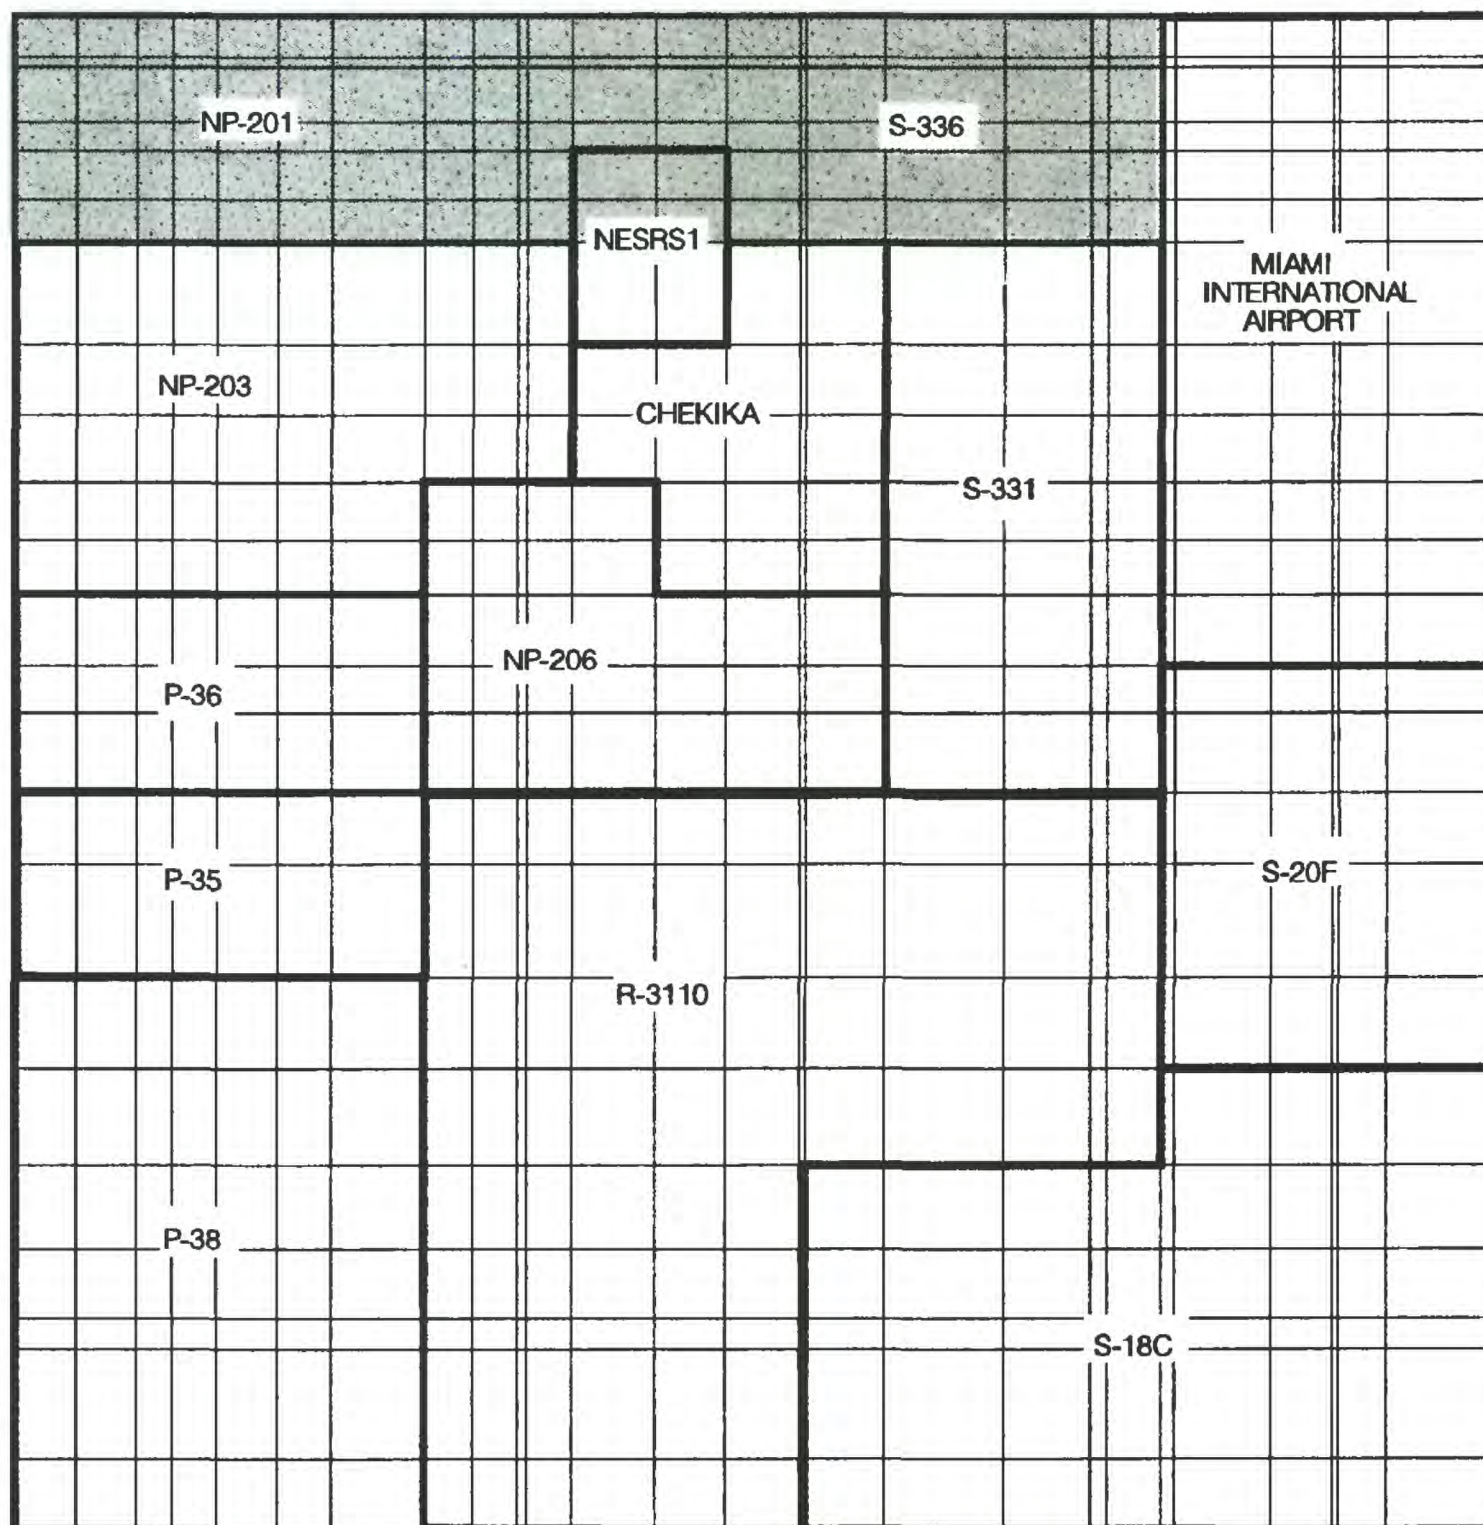 NP-201
S-336
NESRS1
MIAMI
INTERNATIONAL
AIRPORT
NP-203
CHEKIKA
S-331
NP-206
P-36
P-35
S-20F
R-3110
P-38
S-18C